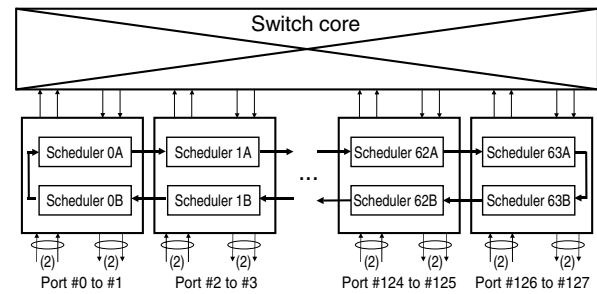 Switch core
Scheduler 0A Scheduler 1A Scheduler 62A Scheduler 63A
...
Scheduler 0B Scheduler 1B Scheduler 62B Scheduler 63B
(2) (2) (2) (2) (2) (2) (2) (2)
Port #0 to #1 Port #2 to #3 Port #124 to #125 Port #126 to #127